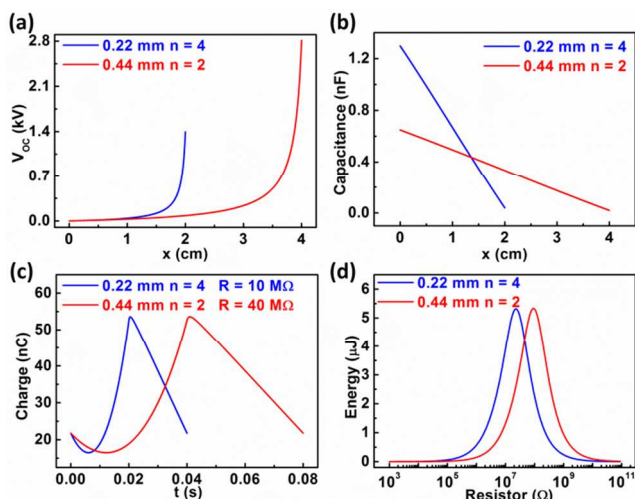 (a)
0.22 mm n = 4
0.44 mm n = 2
2.8
2.1
1.4
0.7
0.0
V_OC (kV)
0 1 2 3 4
x (cm)
(b)
0.22 mm n = 4
0.44 mm n = 2
1.2
0.8
0.4
0.0
Capacitance (nF)
0 1 2 3 4
x (cm)
(c)
0.22 mm n = 4 R = 10 MΩ
0.44 mm n = 2 R = 40 MΩ
60
50
40
30
20
Charge (nC)
0.00 0.02 0.04 0.06 0.08
t (s)
(d)
0.22 mm n = 4
0.44 mm n = 2
6
5
4
3
2
1
0
Energy (μJ)
10³ 10⁵ 10⁷ 10⁹ 10¹¹
Resistor (Ω)